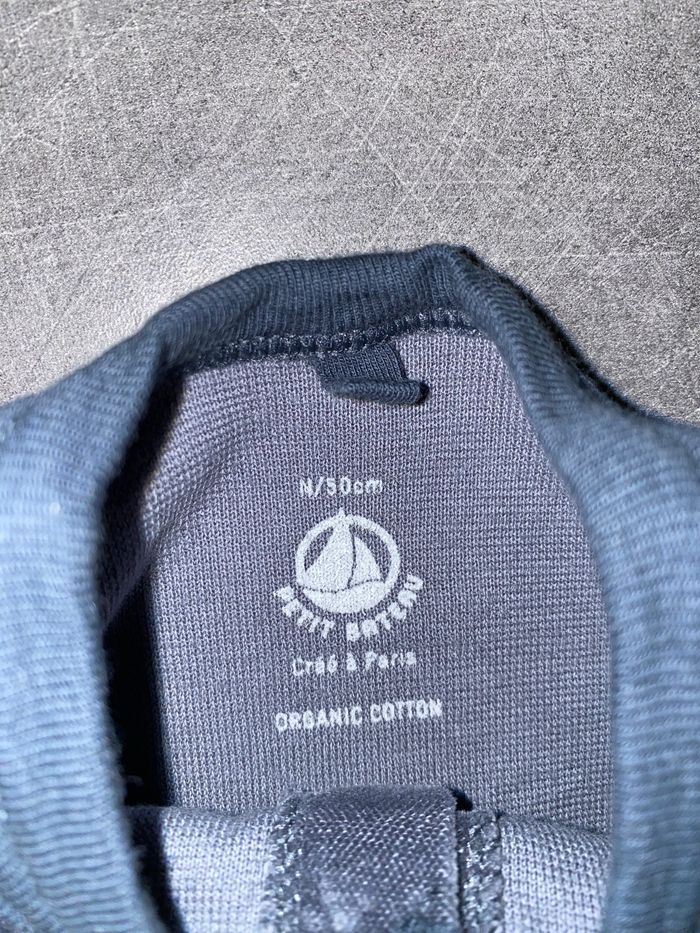 N/50cm
PETIT BATEAU
Créé à Paris
ORGANIC COTTON